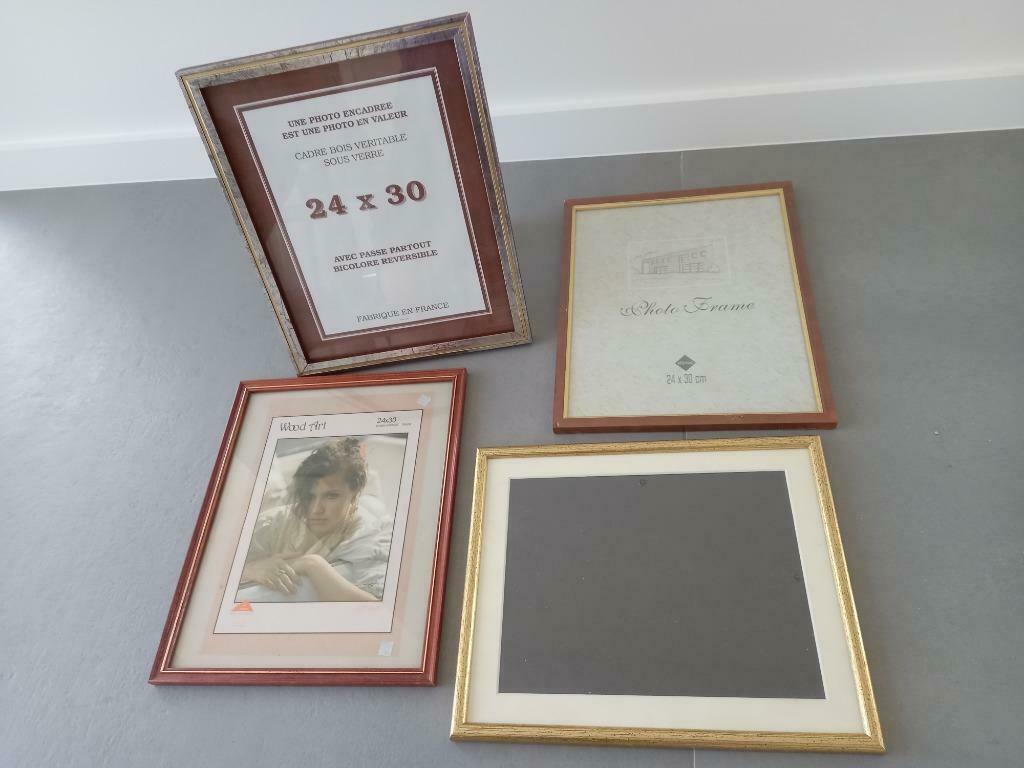 UNE PHOTO ENCADREE
EST UNE PHOTO EN VALEUR
CADRE BOIS VERITABLE
SOUS VERRE
24 x 30
AVEC PASSE PARTOUT
BICOLORE REVERSIBLE
FABRIQUE EN FRANCE
Photo Frame
24 x 30 cm
Wood Art
24x30